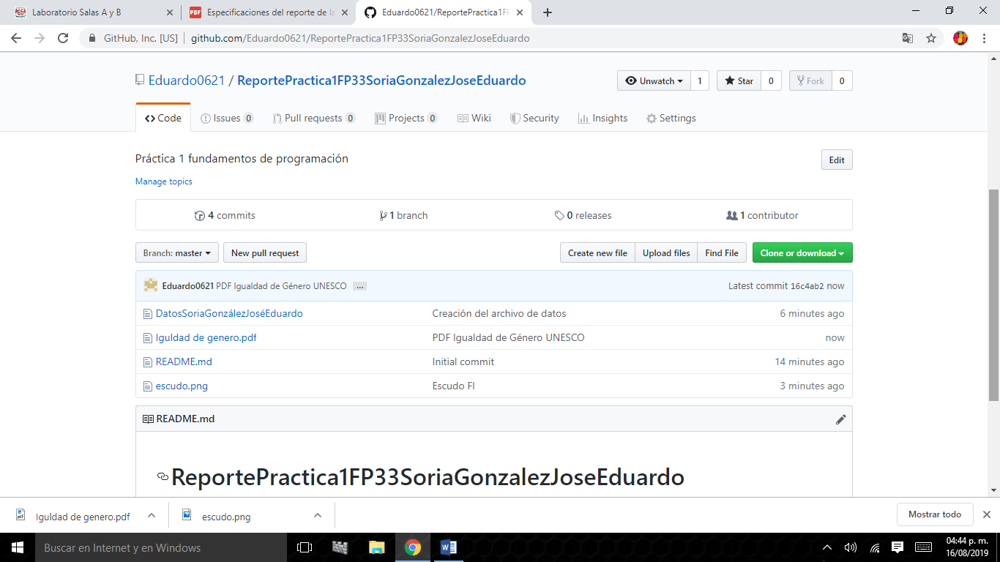 Laboratorio Salas A y B
Especificaciones del reporte de la
Eduardo0621/ReportePractica1FP
GitHub, Inc. [US] | github.com/Eduardo0621/ReportePractica1FP33SoriaGonzalezJoseEduardo
Eduardo0621 / ReportePractica1FP33SoriaGonzalezJoseEduardo
Unwatch 1 Star 0 Fork 0
Code Issues 0 Pull requests 0 Projects 0 Wiki Security Insights Settings
Práctica 1 fundamentos de programación
Edit
Manage topics
4 commits 1 branch 0 releases 1 contributor
Branch: master New pull request Create new file Upload files Find File Clone or download
Eduardo0621 PDF Igualdad de Género UNESCO ... Latest commit 16c4ab2 now
DatosSoriaGonzálezJoséEduardo Creación del archivo de datos 6 minutes ago
Iguldad de genero.pdf PDF Igualdad de Género UNESCO now
README.md Initial commit 14 minutes ago
escudo.png Escudo FI 3 minutes ago
README.md
ReportePractica1FP33SoriaGonzalezJoseEduardo
Iguldad de genero.pdf escudo.png Mostrar todo
Buscar en Internet y en Windows
04:44 p. m.
16/08/2019